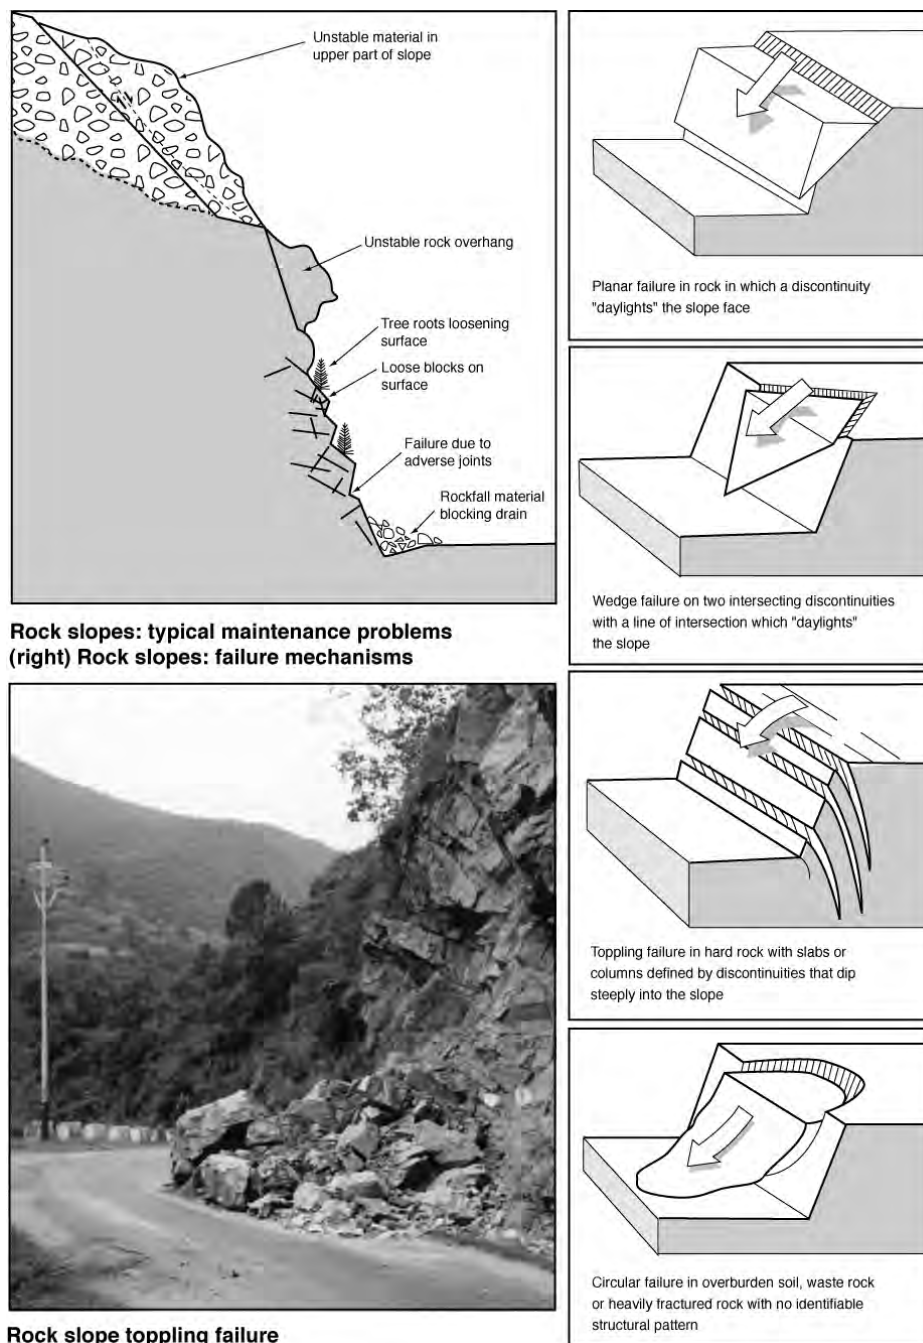 Unstable material in
upper part of slope
Unstable rock overhang
Tree roots loosening
surface
Loose blocks on
surface
Failure due to
adverse joints
Rockfall material
blocking drain
Rock slopes: typical maintenance problems
(right) Rock slopes: failure mechanisms
Rock slope toppling failure
Planar failure in rock in which a discontinuity
"daylights" the slope face
Wedge failure on two intersecting discontinuities
with a line of intersection which "daylights"
the slope
Toppling failure in hard rock with slabs or
columns defined by discontinuities that dip
steeply into the slope
Circular failure in overburden soil, waste rock
or heavily fractured rock with no identifiable
structural pattern